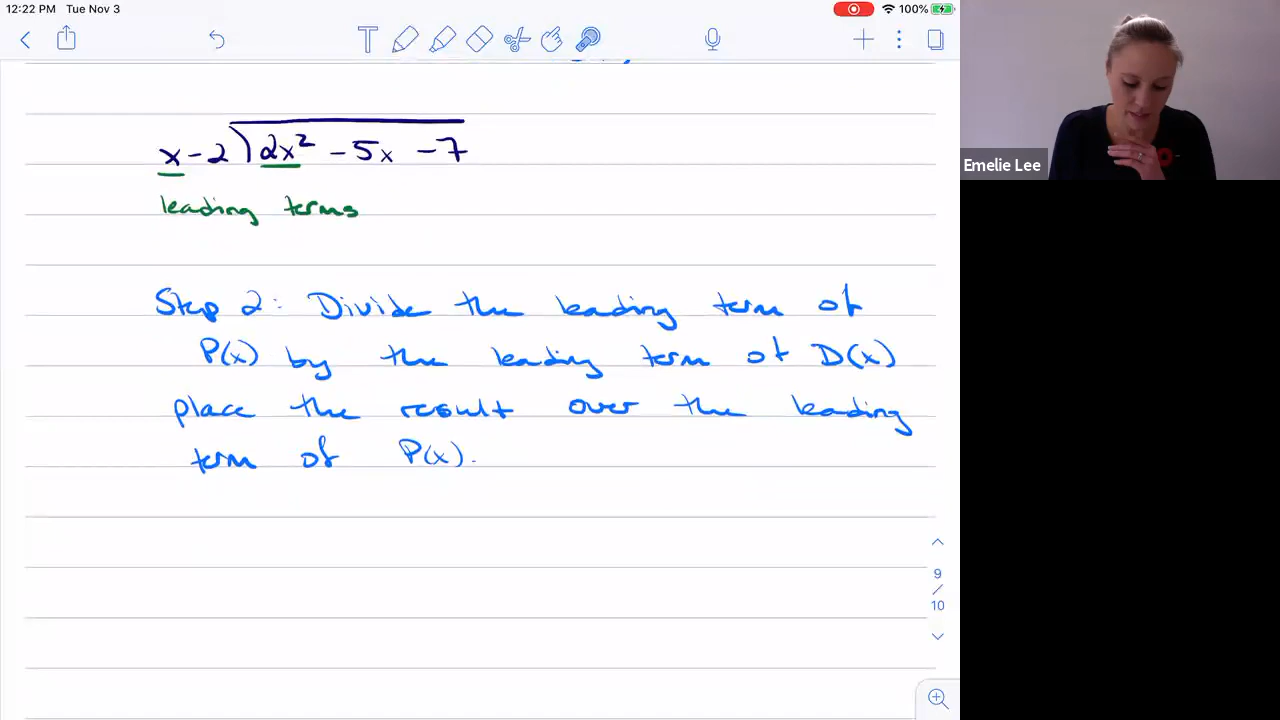 12:22 PM Tue Nov 3
100%
x-2) 2x² -5x -7
leading terms
Step 2: Divide the leading term of
P(x) by the leading term of D(x)
place the result over the leading
term of P(x).
Emelie Lee
9
/
10